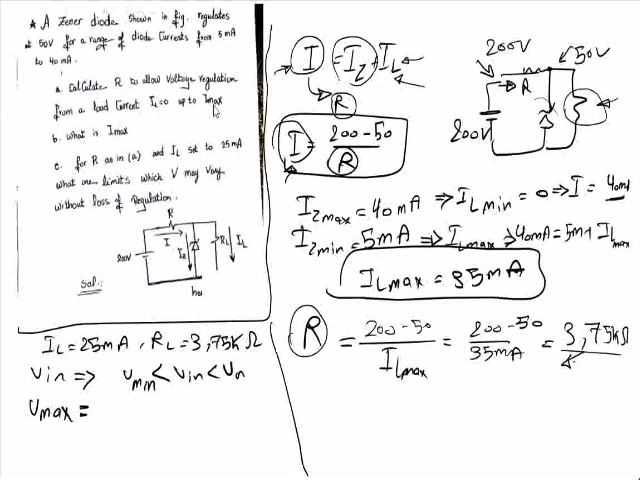 * A Zener diode shown in fig. regulates
at 50V for a range of diode currents from 5 mA
to 40 mA.
a. Calculate R to allow voltage regulation
from a load current IL=0 up to Imax
b. what is Imax
c. for R as in (a) and IL set to 25 mA
what are limits which V may vary
without loss of regulation.
R
I
Iz
RL
IL
200V
Sol.:
IL = 25mA , RL = 3,75KΩ
Vin => Vmin < Vin < Vn
Vmax =
I = Iz + IL
R
I = 200-50
R
200V
50V
R
200V
Izmax = 40mA => ILmin = 0 => I = 40mA
Izmin = 5mA => ILmax => 40mA = 5m + ILmax
ILmax = 35mA
R = 200-50 = 200-50 = 3,75KΩ
ILmax 35mA